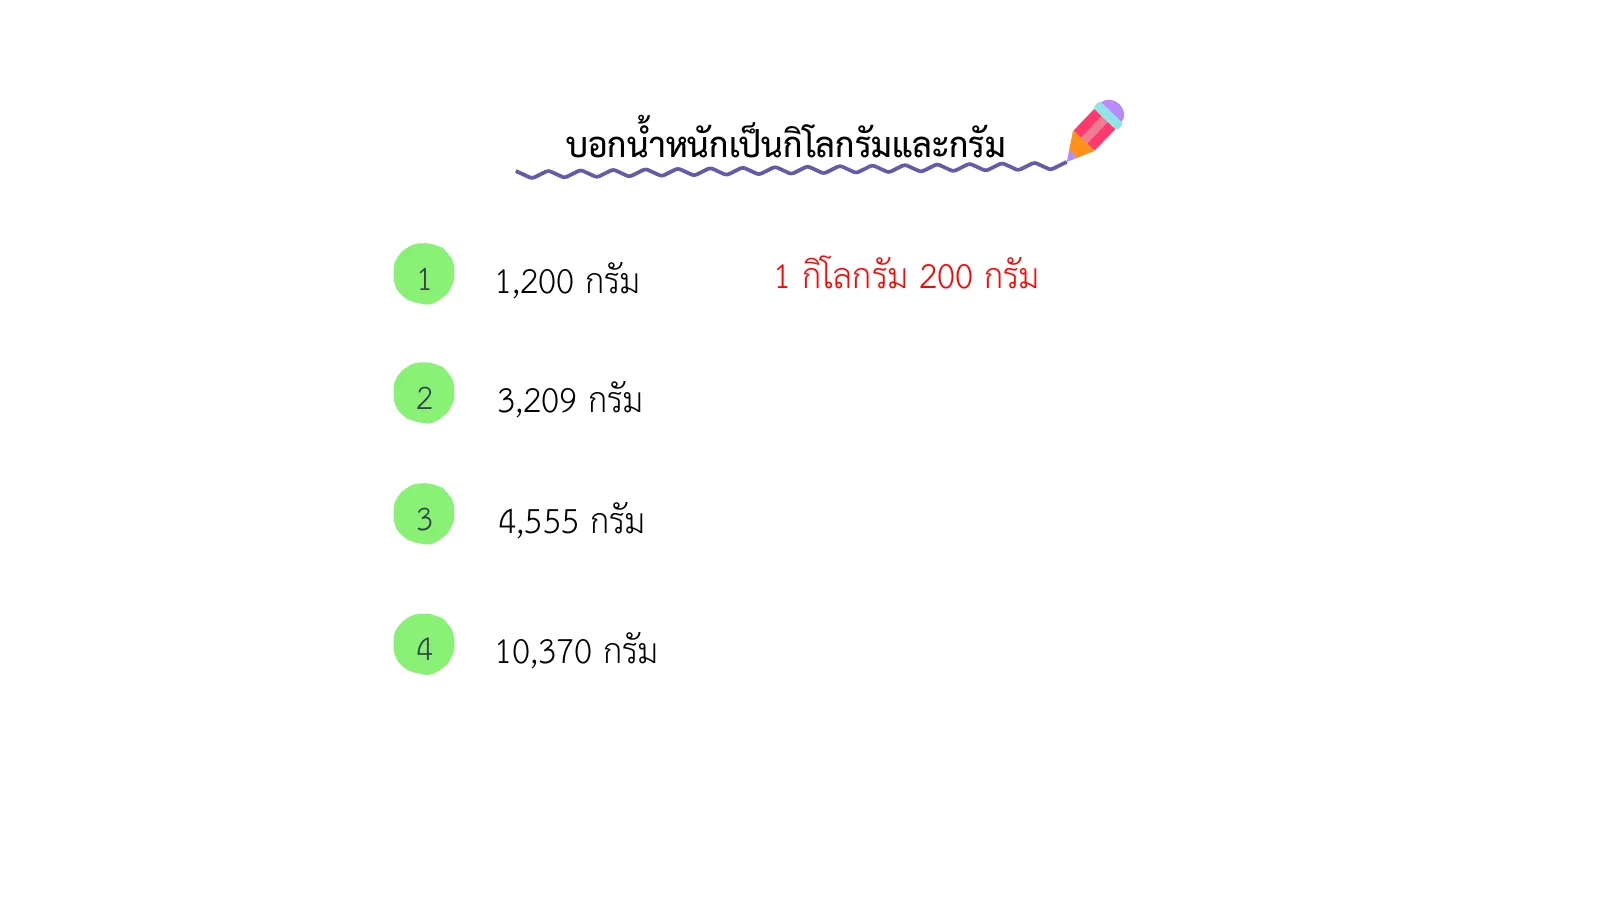 บอกน้ำหนักเป็นกิโลกรัมและกรัม
1 1,200 กรัม 1 กิโลกรัม 200 กรัม
2 3,209 กรัม
3 4,555 กรัม
4 10,370 กรัม